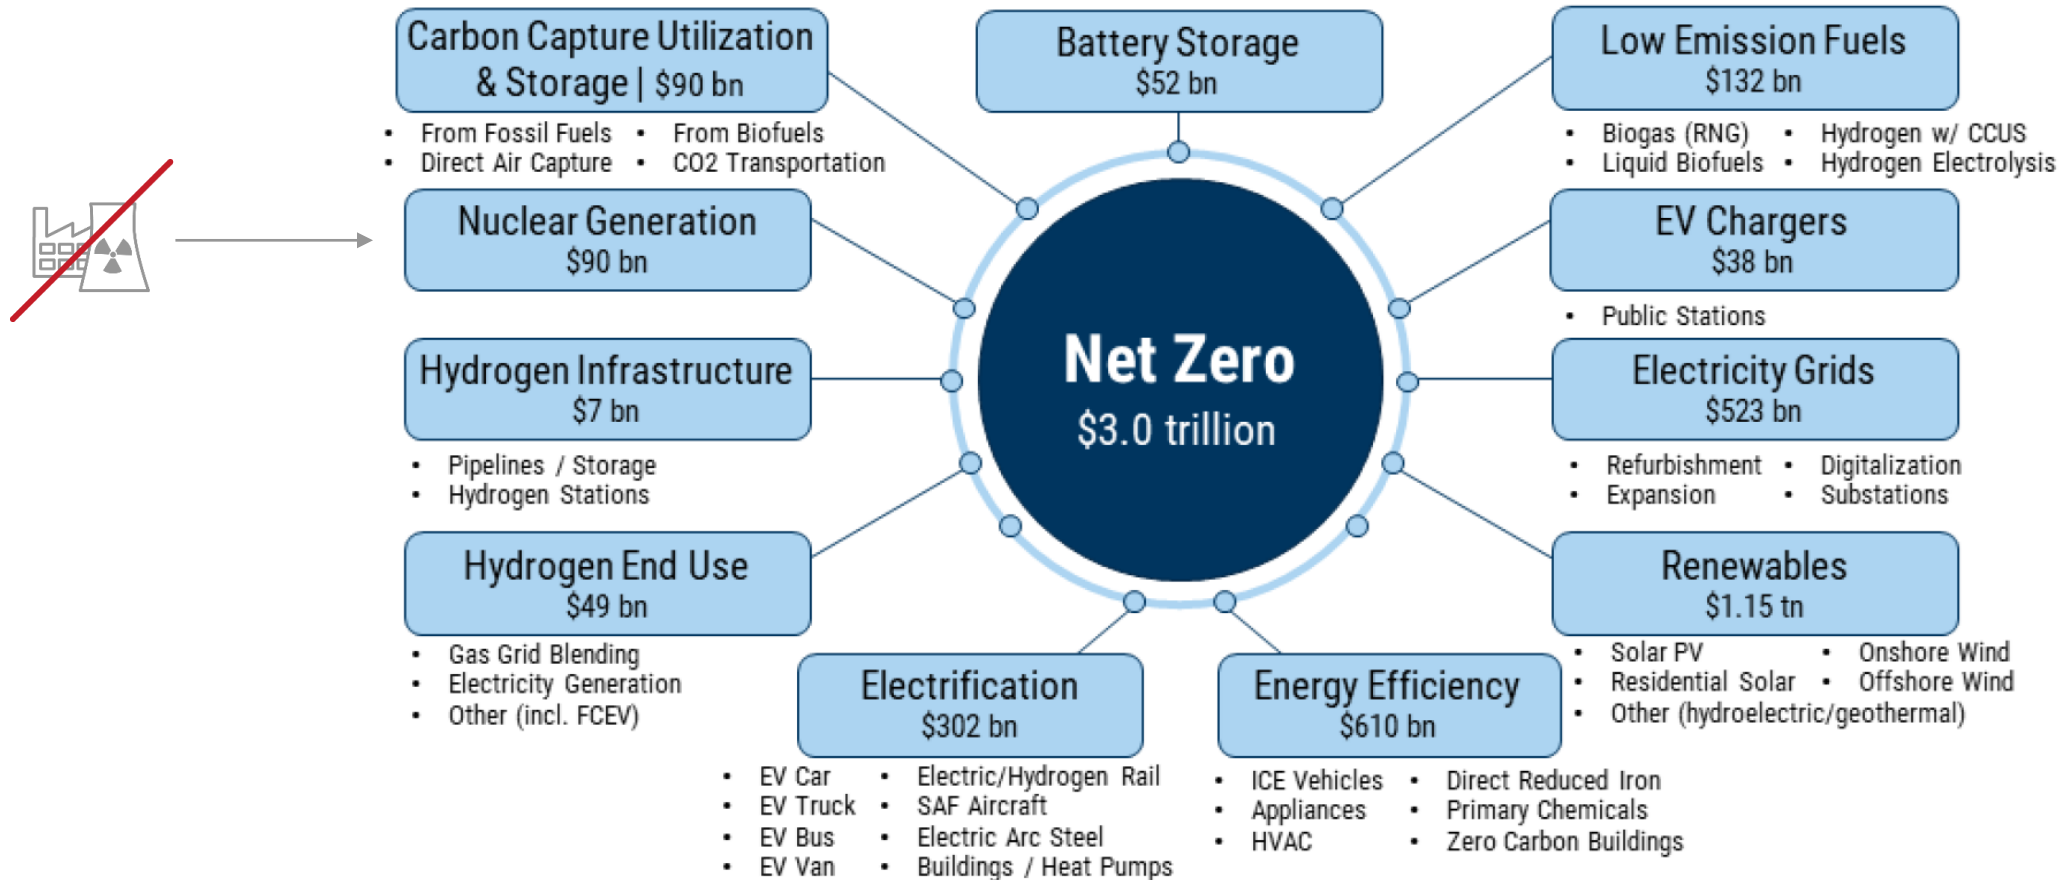 Carbon Capture Utilization
& Storage | $90 bn
• From Fossil Fuels • From Biofuels
• Direct Air Capture • CO2 Transportation
Nuclear Generation
$90 bn
Hydrogen Infrastructure
$7 bn
• Pipelines / Storage
• Hydrogen Stations
Hydrogen End Use
$49 bn
• Gas Grid Blending
• Electricity Generation
• Other (incl. FCEV)
Battery Storage
$52 bn
Net Zero
$3.0 trillion
Electrification
$302 bn
• EV Car • Electric/Hydrogen Rail
• EV Truck • SAF Aircraft
• EV Bus • Electric Arc Steel
• EV Van • Buildings / Heat Pumps
Energy Efficiency
$610 bn
• ICE Vehicles • Direct Reduced Iron
• Appliances • Primary Chemicals
• HVAC • Zero Carbon Buildings
Low Emission Fuels
$132 bn
• Biogas (RNG) • Hydrogen w/ CCUS
• Liquid Biofuels • Hydrogen Electrolysis
EV Chargers
$38 bn
• Public Stations
Electricity Grids
$523 bn
• Refurbishment • Digitalization
• Expansion • Substations
Renewables
$1.15 tn
• Solar PV • Onshore Wind
• Residential Solar • Offshore Wind
• Other (hydroelectric/geothermal)